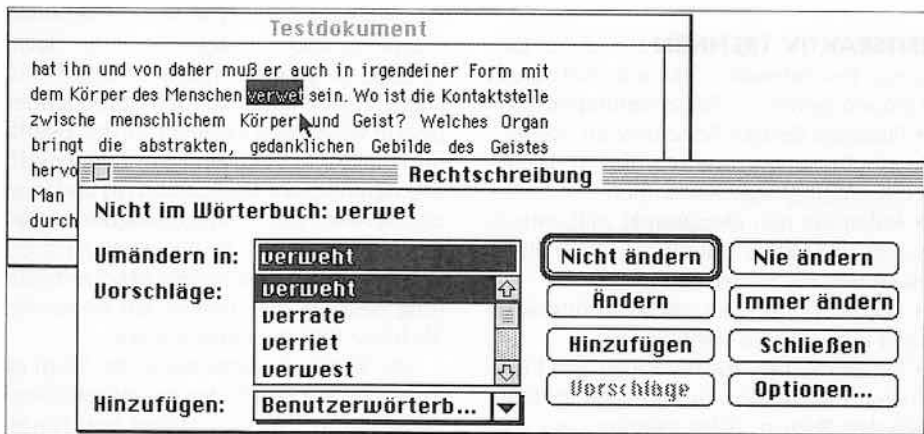 Testdokument
hat ihn und von daher muß er auch in irgendeiner Form mit
dem Körper des Menschen verwet sein. Wo ist die Kontaktstelle
zwische menschlichem Körper und Geist? Welches Organ
bringt die abstrakten, gedanklichen Gebilde des Geistes
hervo
Man
durch
Rechtschreibung
Nicht im Wörterbuch: verwet
Umändern in: verweht
Vorschläge: verweht
verrate
verriet
verwest
Hinzufügen: Benutzerwörterb...
Nicht ändern Nie ändern
Ändern Immer ändern
Hinzufügen Schließen
Vorschläge Optionen...